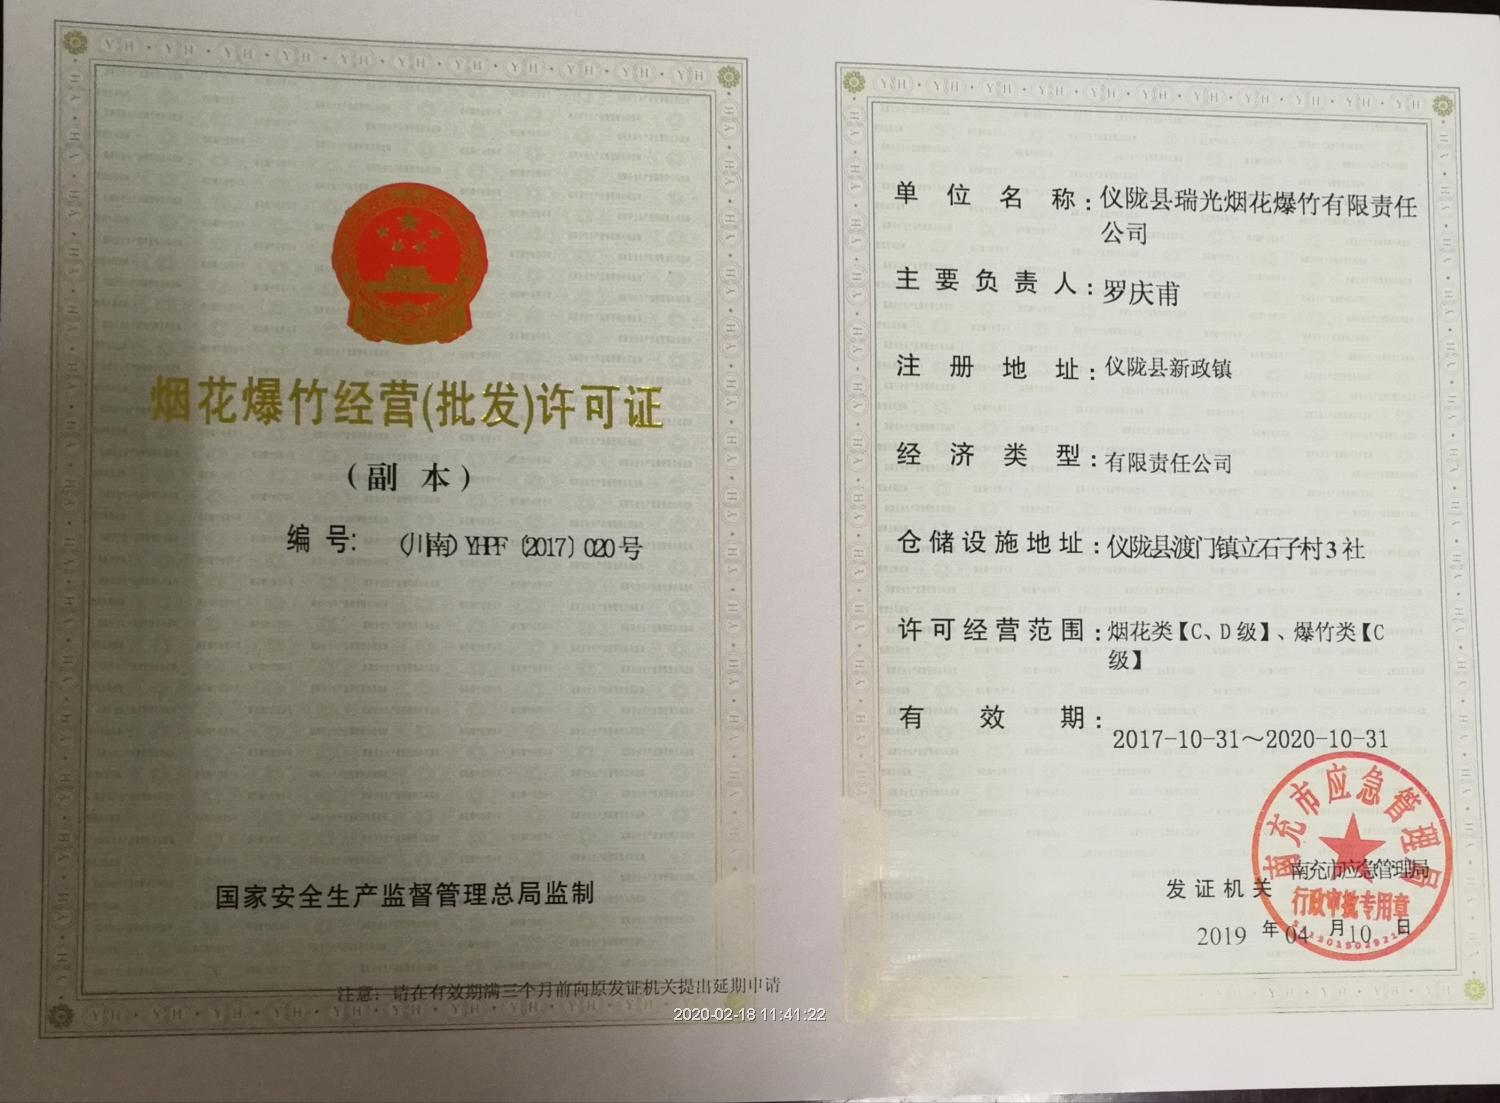 烟花爆竹经营(批发)许可证
(副 本)
编 号: (川南)YHPF〔2017〕020号
国家安全生产监督管理总局监制
注意：请在有效期满三个月前向原发证机关提出延期申请
单位名称：仪陇县瑞光烟花爆竹有限责任
公司
主要负责人：罗庆甫
注册地址：仪陇县新政镇
经济类型：有限责任公司
仓储设施地址：仪陇县渡门镇立石子村3社
许可经营范围：烟花类【C、D级】、爆竹类【C
级】
有效期：
2017-10-31～2020-10-31
南充市应急管理局
南充市应急管理局
发证机关
行政审批专用章
2019 年 04 月 10 日
2020-02-18 11:41:22